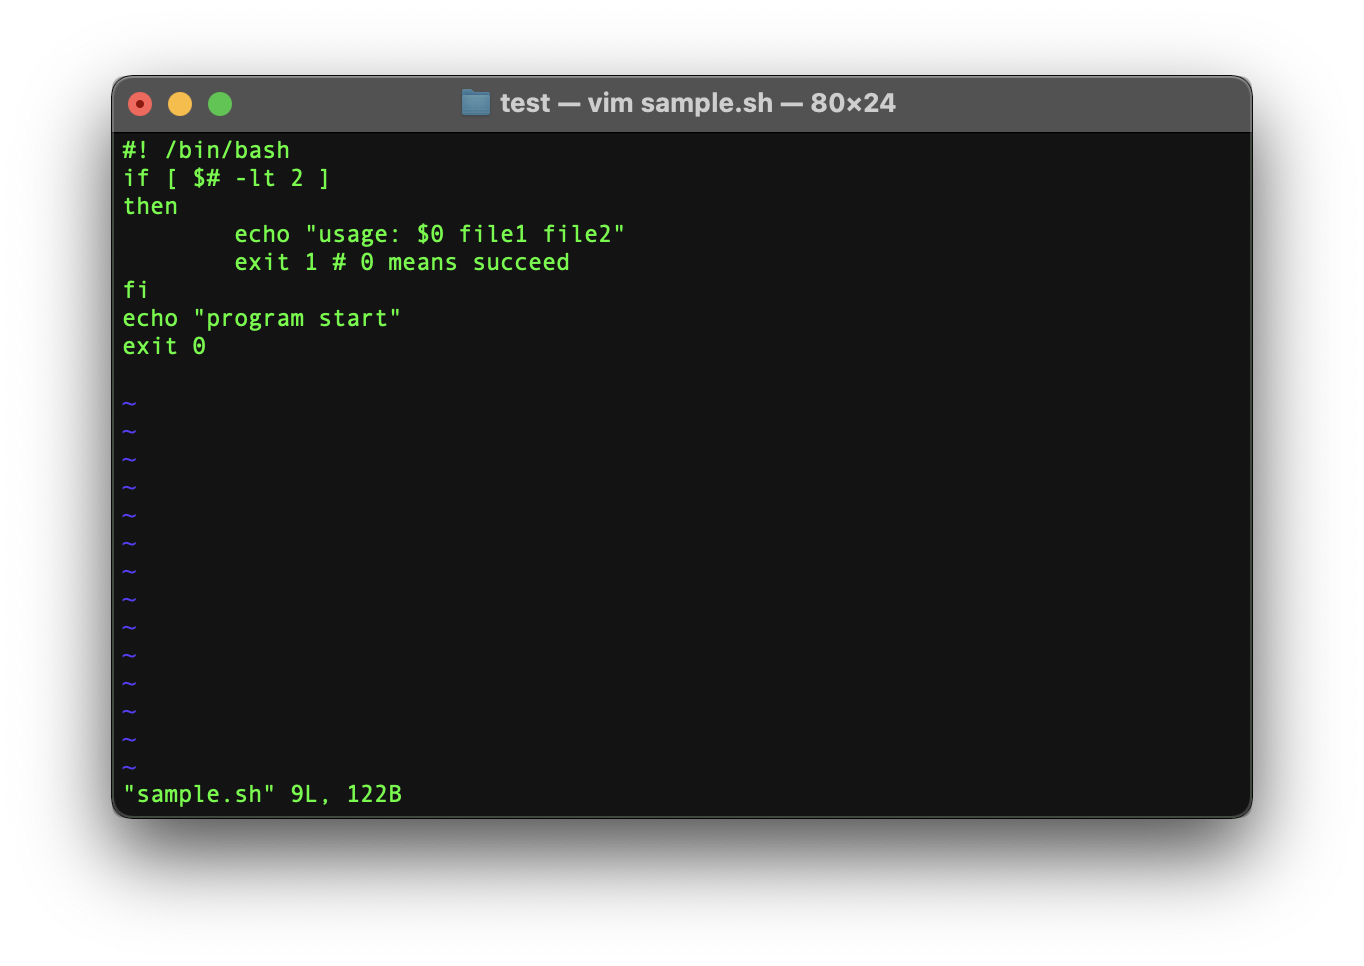 test — vim sample.sh — 80×24
#! /bin/bash
if [ $# -lt 2 ]
then
        echo "usage: $0 file1 file2"
        exit 1 # 0 means succeed
fi
echo "program start"
exit 0
~
~
~
~
~
~
~
~
~
~
~
~
~
~
"sample.sh" 9L, 122B